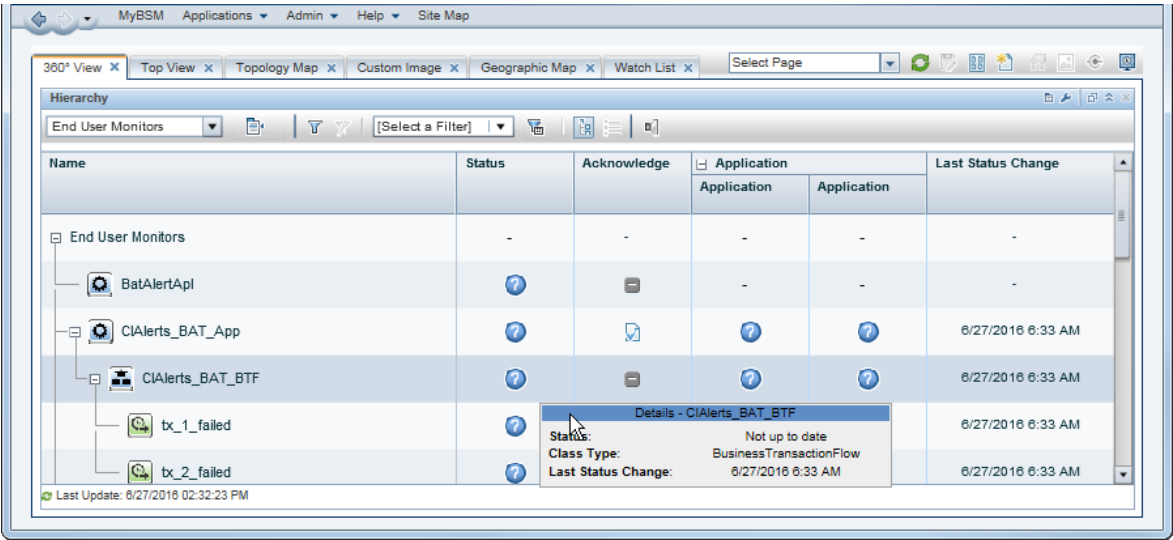 MyBSM Applications Admin Help Site Map
360° View Top View Topology Map Custom Image Geographic Map Watch List Select Page
Hierarchy
End User Monitors [Select a Filter]
Name Status Acknowledge Application Last Status Change
Application Application
End User Monitors - - - - -
BatAlertApl - - -
CIAlerts_BAT_App 6/27/2016 6:33 AM
CIAlerts_BAT_BTF 6/27/2016 6:33 AM
Details - CIAlerts_BAT_BTF
tx_1_failed 6/27/2016 6:33 AM
Status: Not up to date
Class Type: BusinessTransactionFlow
Last Status Change: 6/27/2016 6:33 AM
tx_2_failed 6/27/2016 6:33 AM
Last Update: 6/27/2016 02:32:23 PM